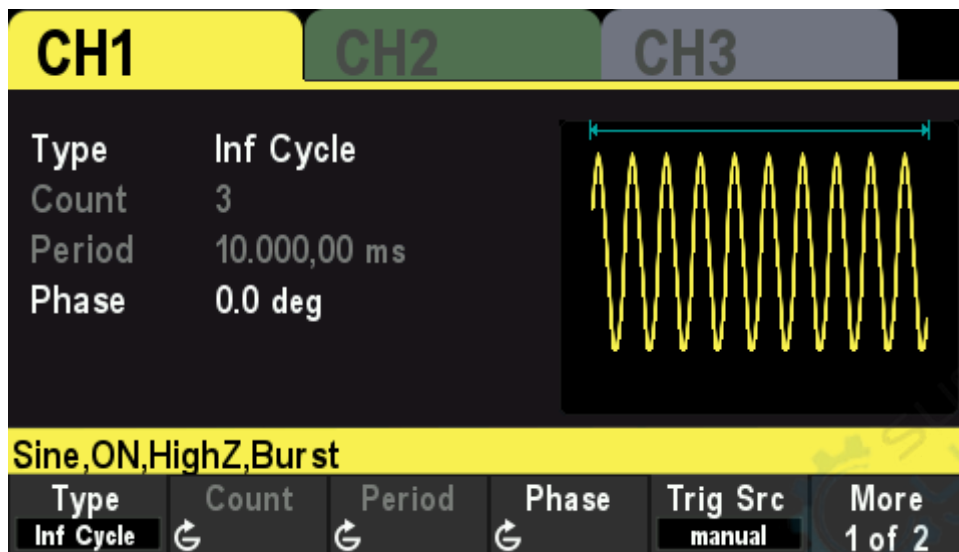 CH1 CH2 CH3
Type Inf Cycle
Count 3
Period 10.000,00 ms
Phase 0.0 deg
Sine,ON,HighZ,Burst
Type Count Period Phase Trig Src More
Inf Cycle manual 1 of 2